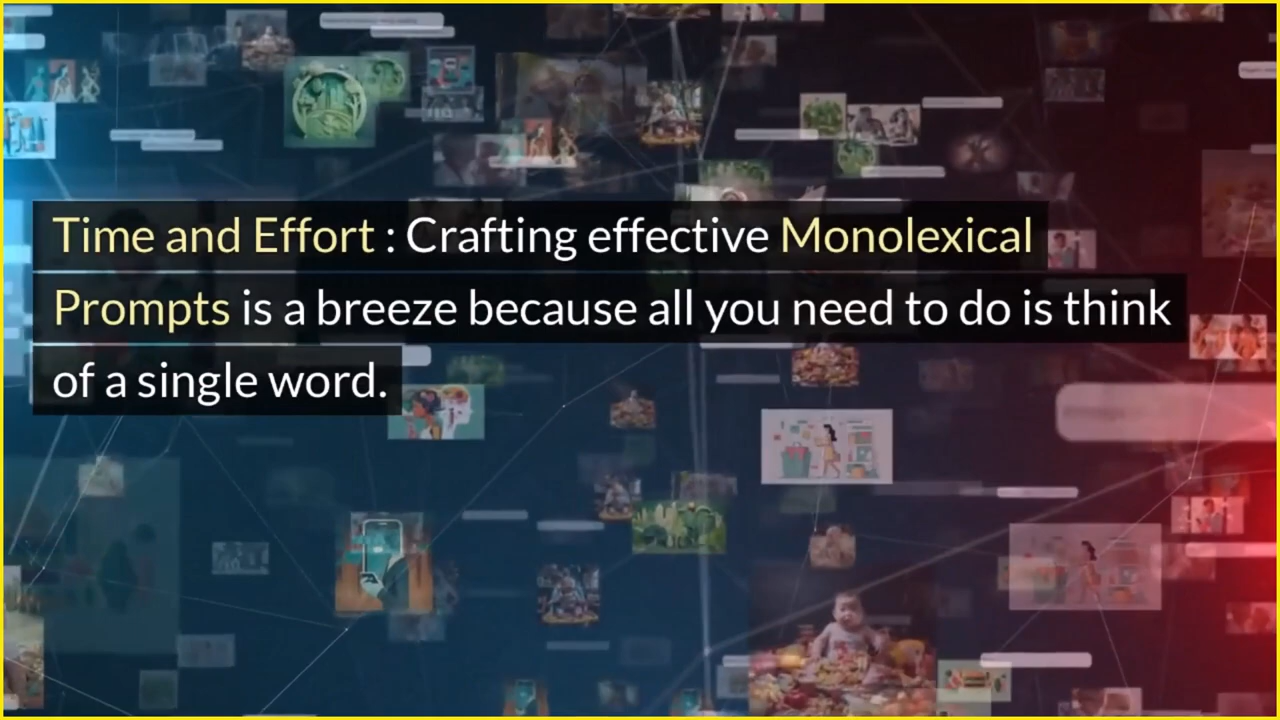 Time and Effort : Crafting effective Monolexical
Prompts is a breeze because all you need to do is think
of a single word.